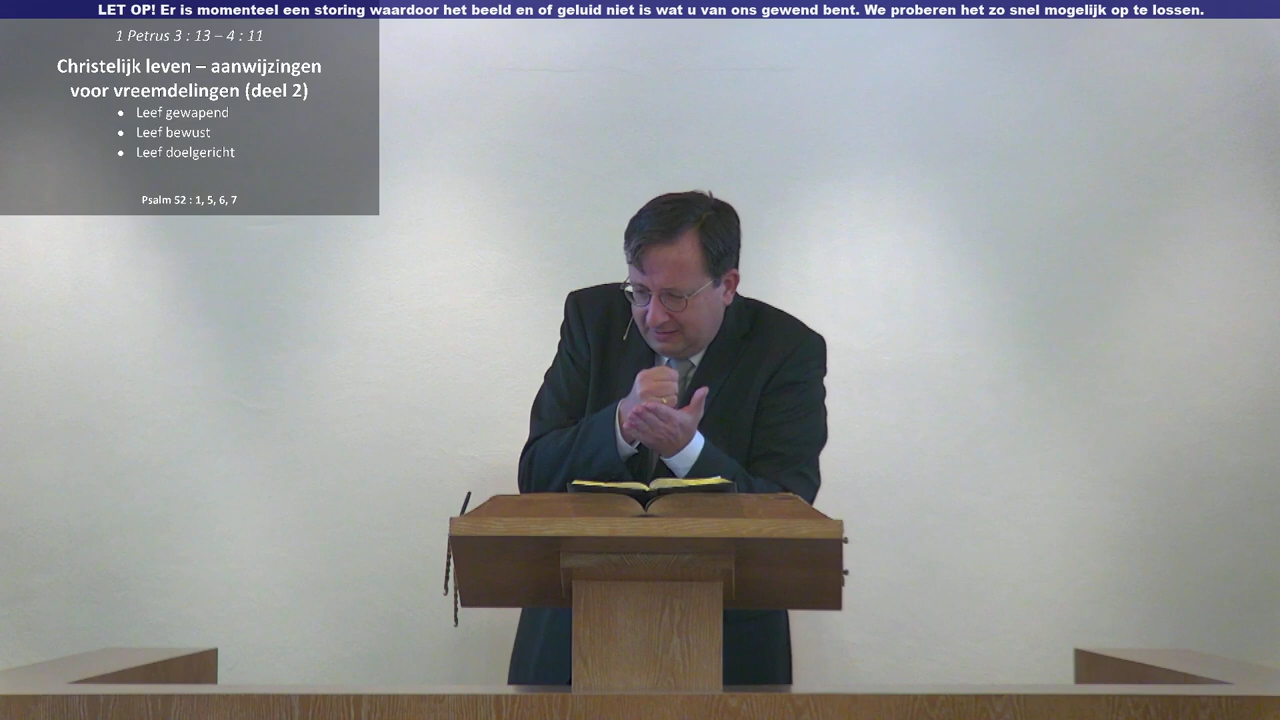 LET OP! Er is momenteel een storing waardoor het beeld en of geluid niet is wat u van ons gewend bent. We proberen het zo snel mogelijk op te lossen.
1 Petrus 3 : 13 – 4 : 11
Christelijk leven – aanwijzingen
voor vreemdelingen (deel 2)
• Leef gewapend
• Leef bewust
• Leef doelgericht
Psalm 52 : 1, 5, 6, 7